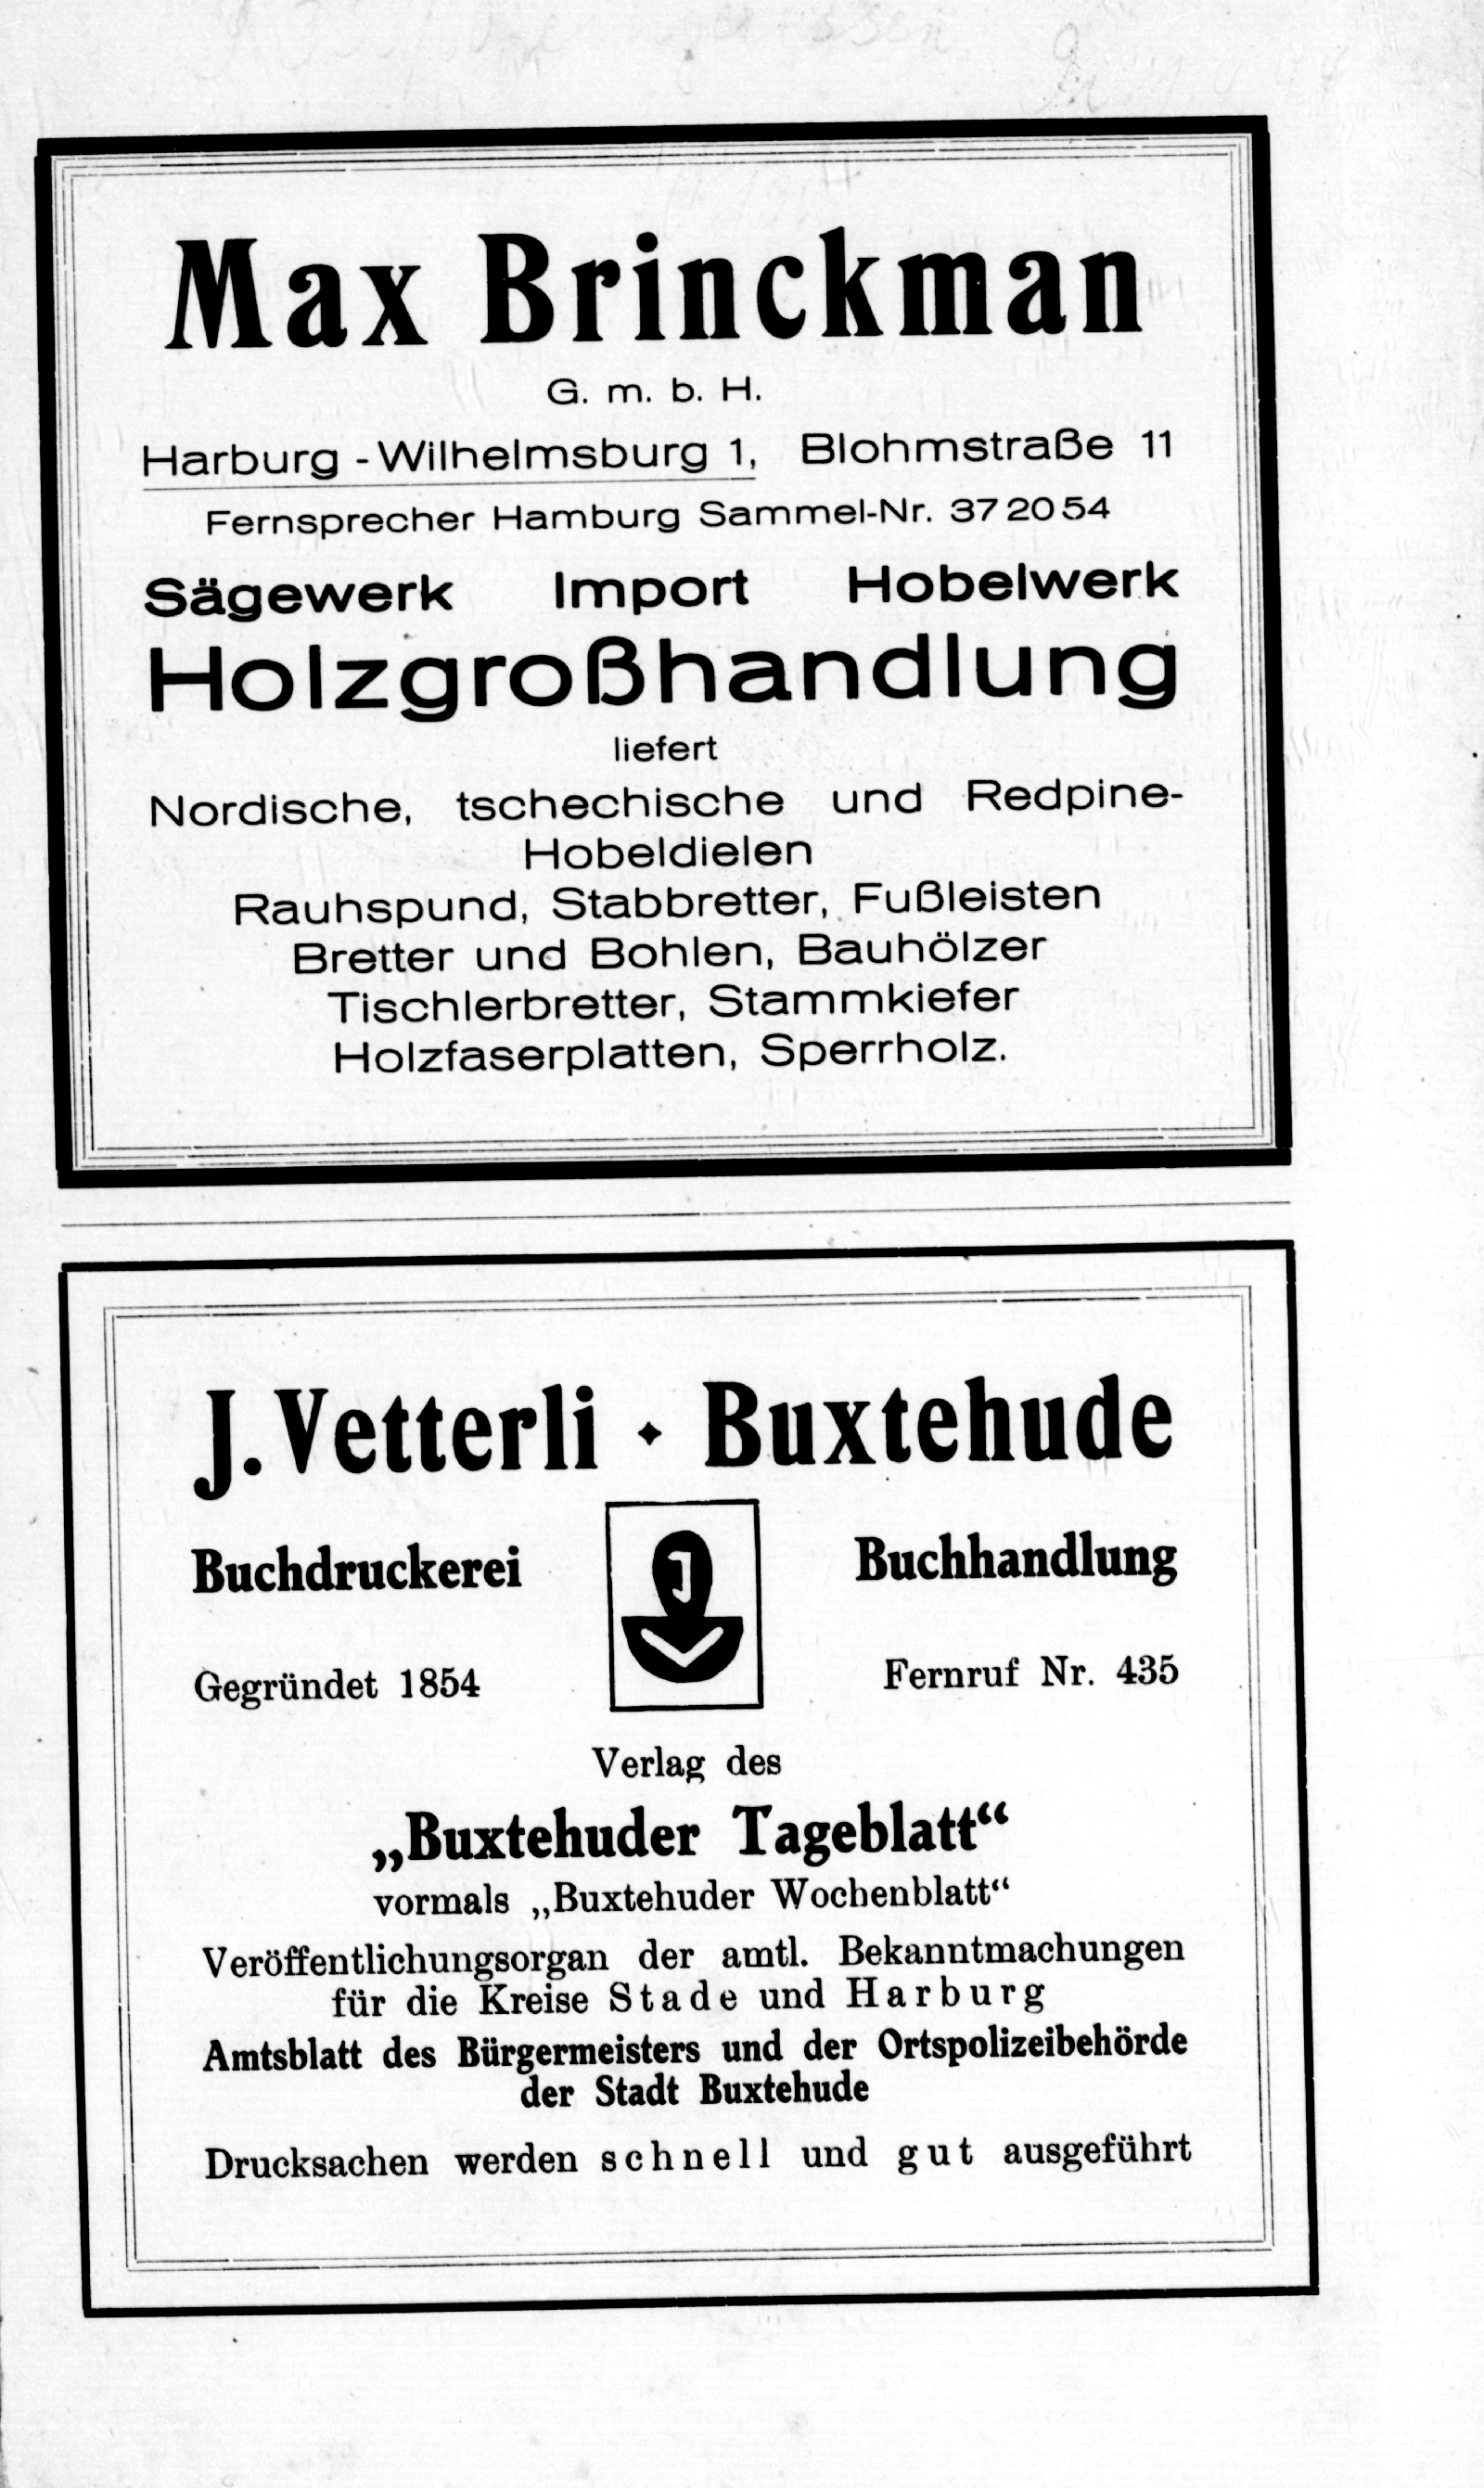 Max Brinckman
G. m. b. H.
Harburg-Wilhelmsburg 1, Blohmstraße 11
Fernsprecher Hamburg Sammel-Nr. 37 20 54
Sägewerk Import Hobelwerk
Holzgroßhandlung
liefert
Nordische, tschechische und Redpine-
Hobeldielen
Rauhspund, Stabbretter, Fußleisten
Bretter und Bohlen, Bauhölzer
Tischlerbretter, Stammkiefer
Holzfaserplatten, Sperrholz.
J. Vetterli · Buxtehude
Buchdruckerei Buchhandlung
J
V
Gegründet 1854 Fernruf Nr. 435
Verlag des
„Buxtehuder Tageblatt“
vormals „Buxtehuder Wochenblatt“
Veröffentlichungsorgan der amtl. Bekanntmachungen
für die Kreise Stade und Harburg
Amtsblatt des Bürgermeisters und der Ortspolizeibehörde
der Stadt Buxtehude
Drucksachen werden schnell und gut ausgeführt